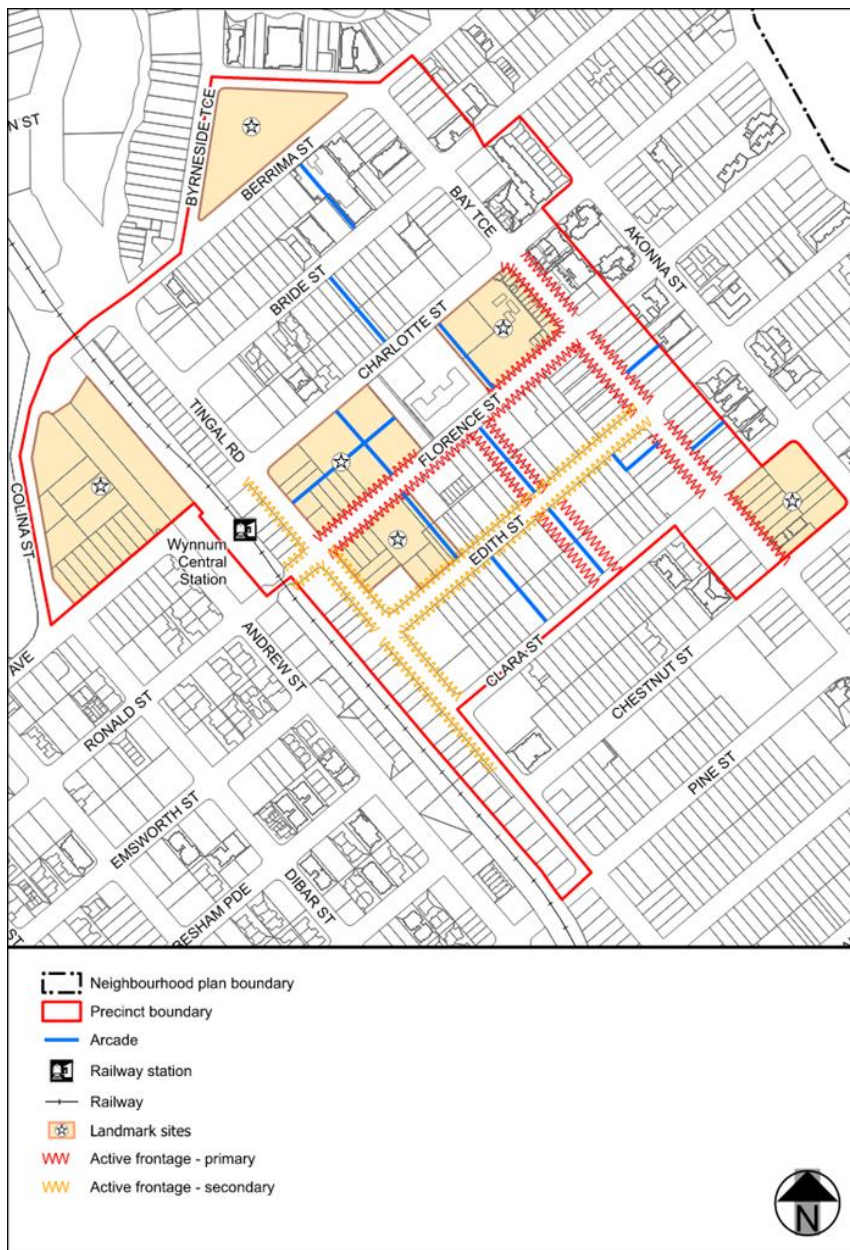 N ST
BYRNESIDE TCE
BERRIMA ST
BAY TCE
AKONNA ST
BRIDE ST
CHARLOTTE ST
TINGAL RD
FLORENCE ST
COLINA ST
EDITH ST
Wynnum
Central
Station
AVE
ANDREW ST
CLARA ST
RONALD ST
CHESTNUT ST
PINE ST
EMSWORTH ST
DIBAR ST
RESHAM PDE
ST
Neighbourhood plan boundary
Precinct boundary
Arcade
Railway station
Railway
Landmark sites
Active frontage - primary
Active frontage - secondary
N